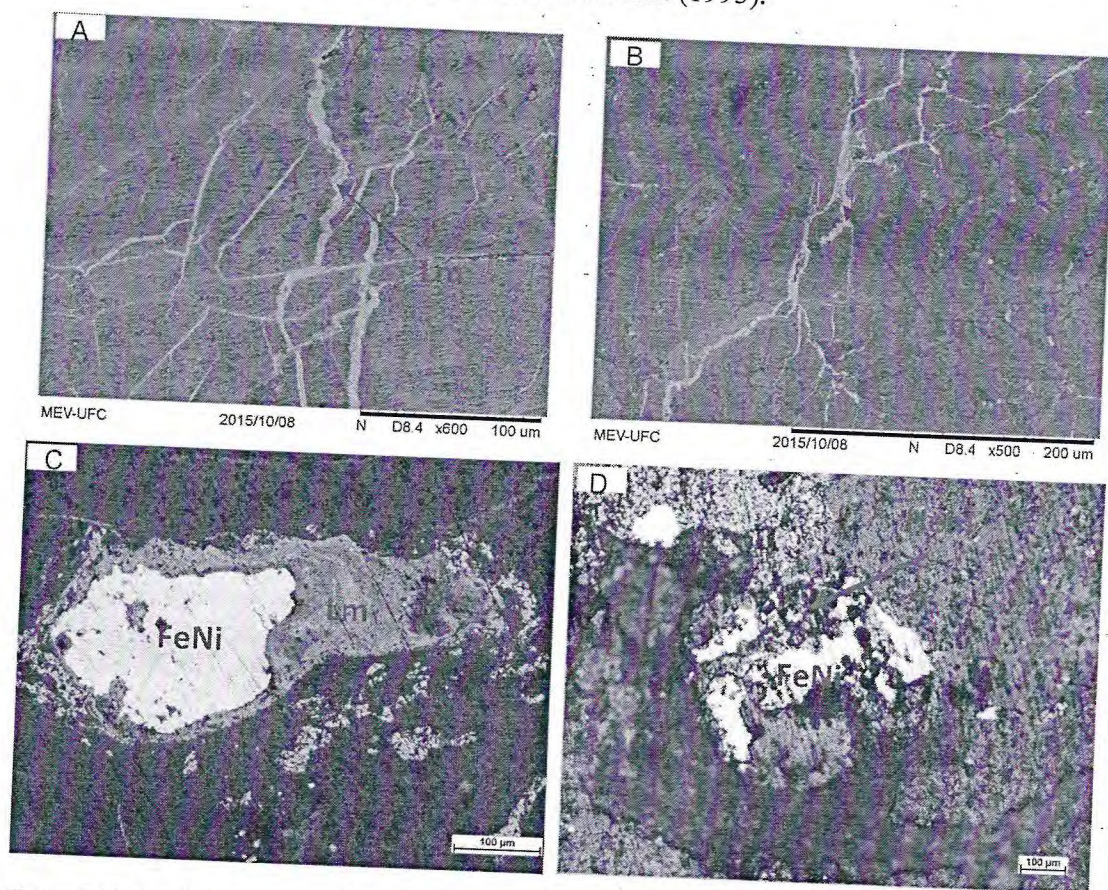 (1993).
A
Lm
MEV-UFC 2015/10/08 N D8.4 x600 100 um
B
MEV-UFC 2015/10/08 N D8.4 x500 200 um
C
FeNi
Lm
100 µm
D
FeNi
100 µm